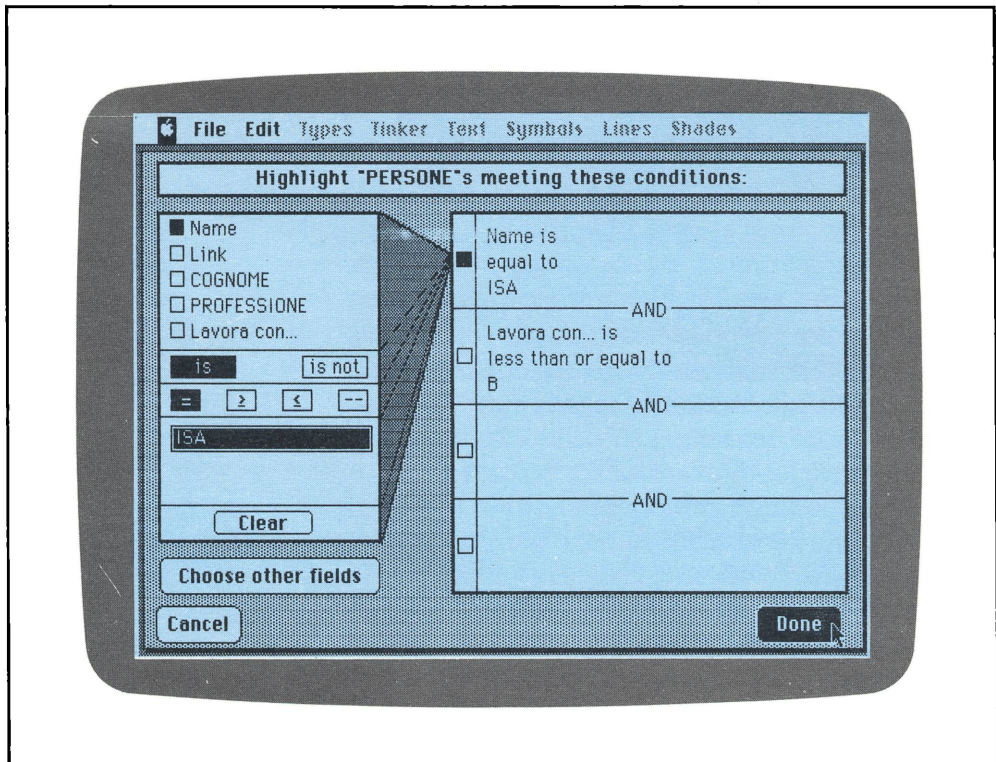 File Edit Types Tinker Text Symbols Lines Shades
Highlight "PERSONE"s meeting these conditions:
Name
Link
COGNOME
PROFESSIONE
Lavora con...
is is not
= ≥ ≤ --
ISA
Clear
Choose other fields
Cancel
Name is
equal to
ISA
AND
Lavora con... is
less than or equal to
B
AND
AND
Done